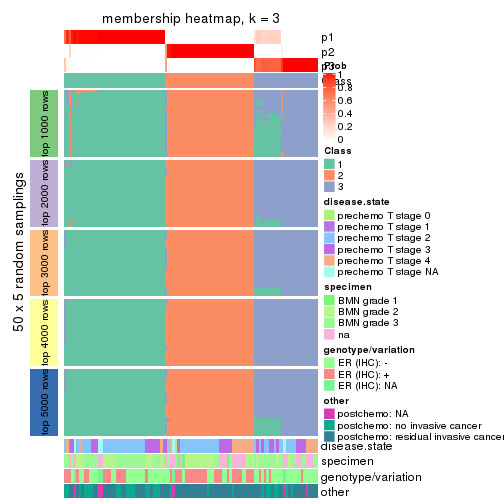 membership heatmap, k = 3
p1
p2
p3
Prob
1
0.8
0.6
0.4
0.2
0
Class
Class
1
2
3
disease.state
prechemo T stage 0
prechemo T stage 1
prechemo T stage 2
prechemo T stage 3
prechemo T stage 4
prechemo T stage NA
specimen
BMN grade 1
BMN grade 2
BMN grade 3
na
genotype/variation
ER (IHC): -
ER (IHC): +
ER (IHC): NA
other
postchemo: NA
postchemo: no invasive cancer
postchemo: residual invasive cancer
50 x 5 random samplings
top 1000 rows
top 2000 rows
top 3000 rows
top 4000 rows
top 5000 rows
disease.state
specimen
genotype/variation
other